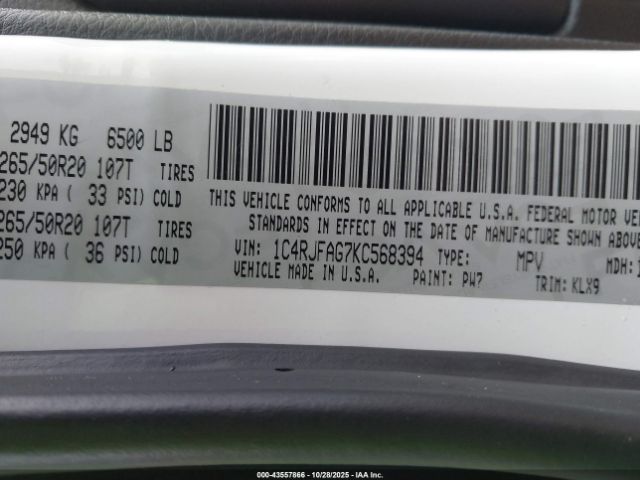 2949 KG 6500 LB
265/50R20 107T TIRES
230 KPA ( 33 PSI) COLD
265/50R20 107T TIRES
250 KPA ( 36 PSI) COLD
THIS VEHICLE CONFORMS TO ALL APPLICABLE U.S.A. FEDERAL MOTOR VE
STANDARDS IN EFFECT ON THE DATE OF MANUFACTURE SHOWN ABOVE
VIN: 1C4RJFAG7KC568394 TYPE: MPV MDH: 1
VEHICLE MADE IN U.S.A. PAINT: PW7 TRIM: KLX9
000-43557866 | 10/28/2025 | IAA Inc.